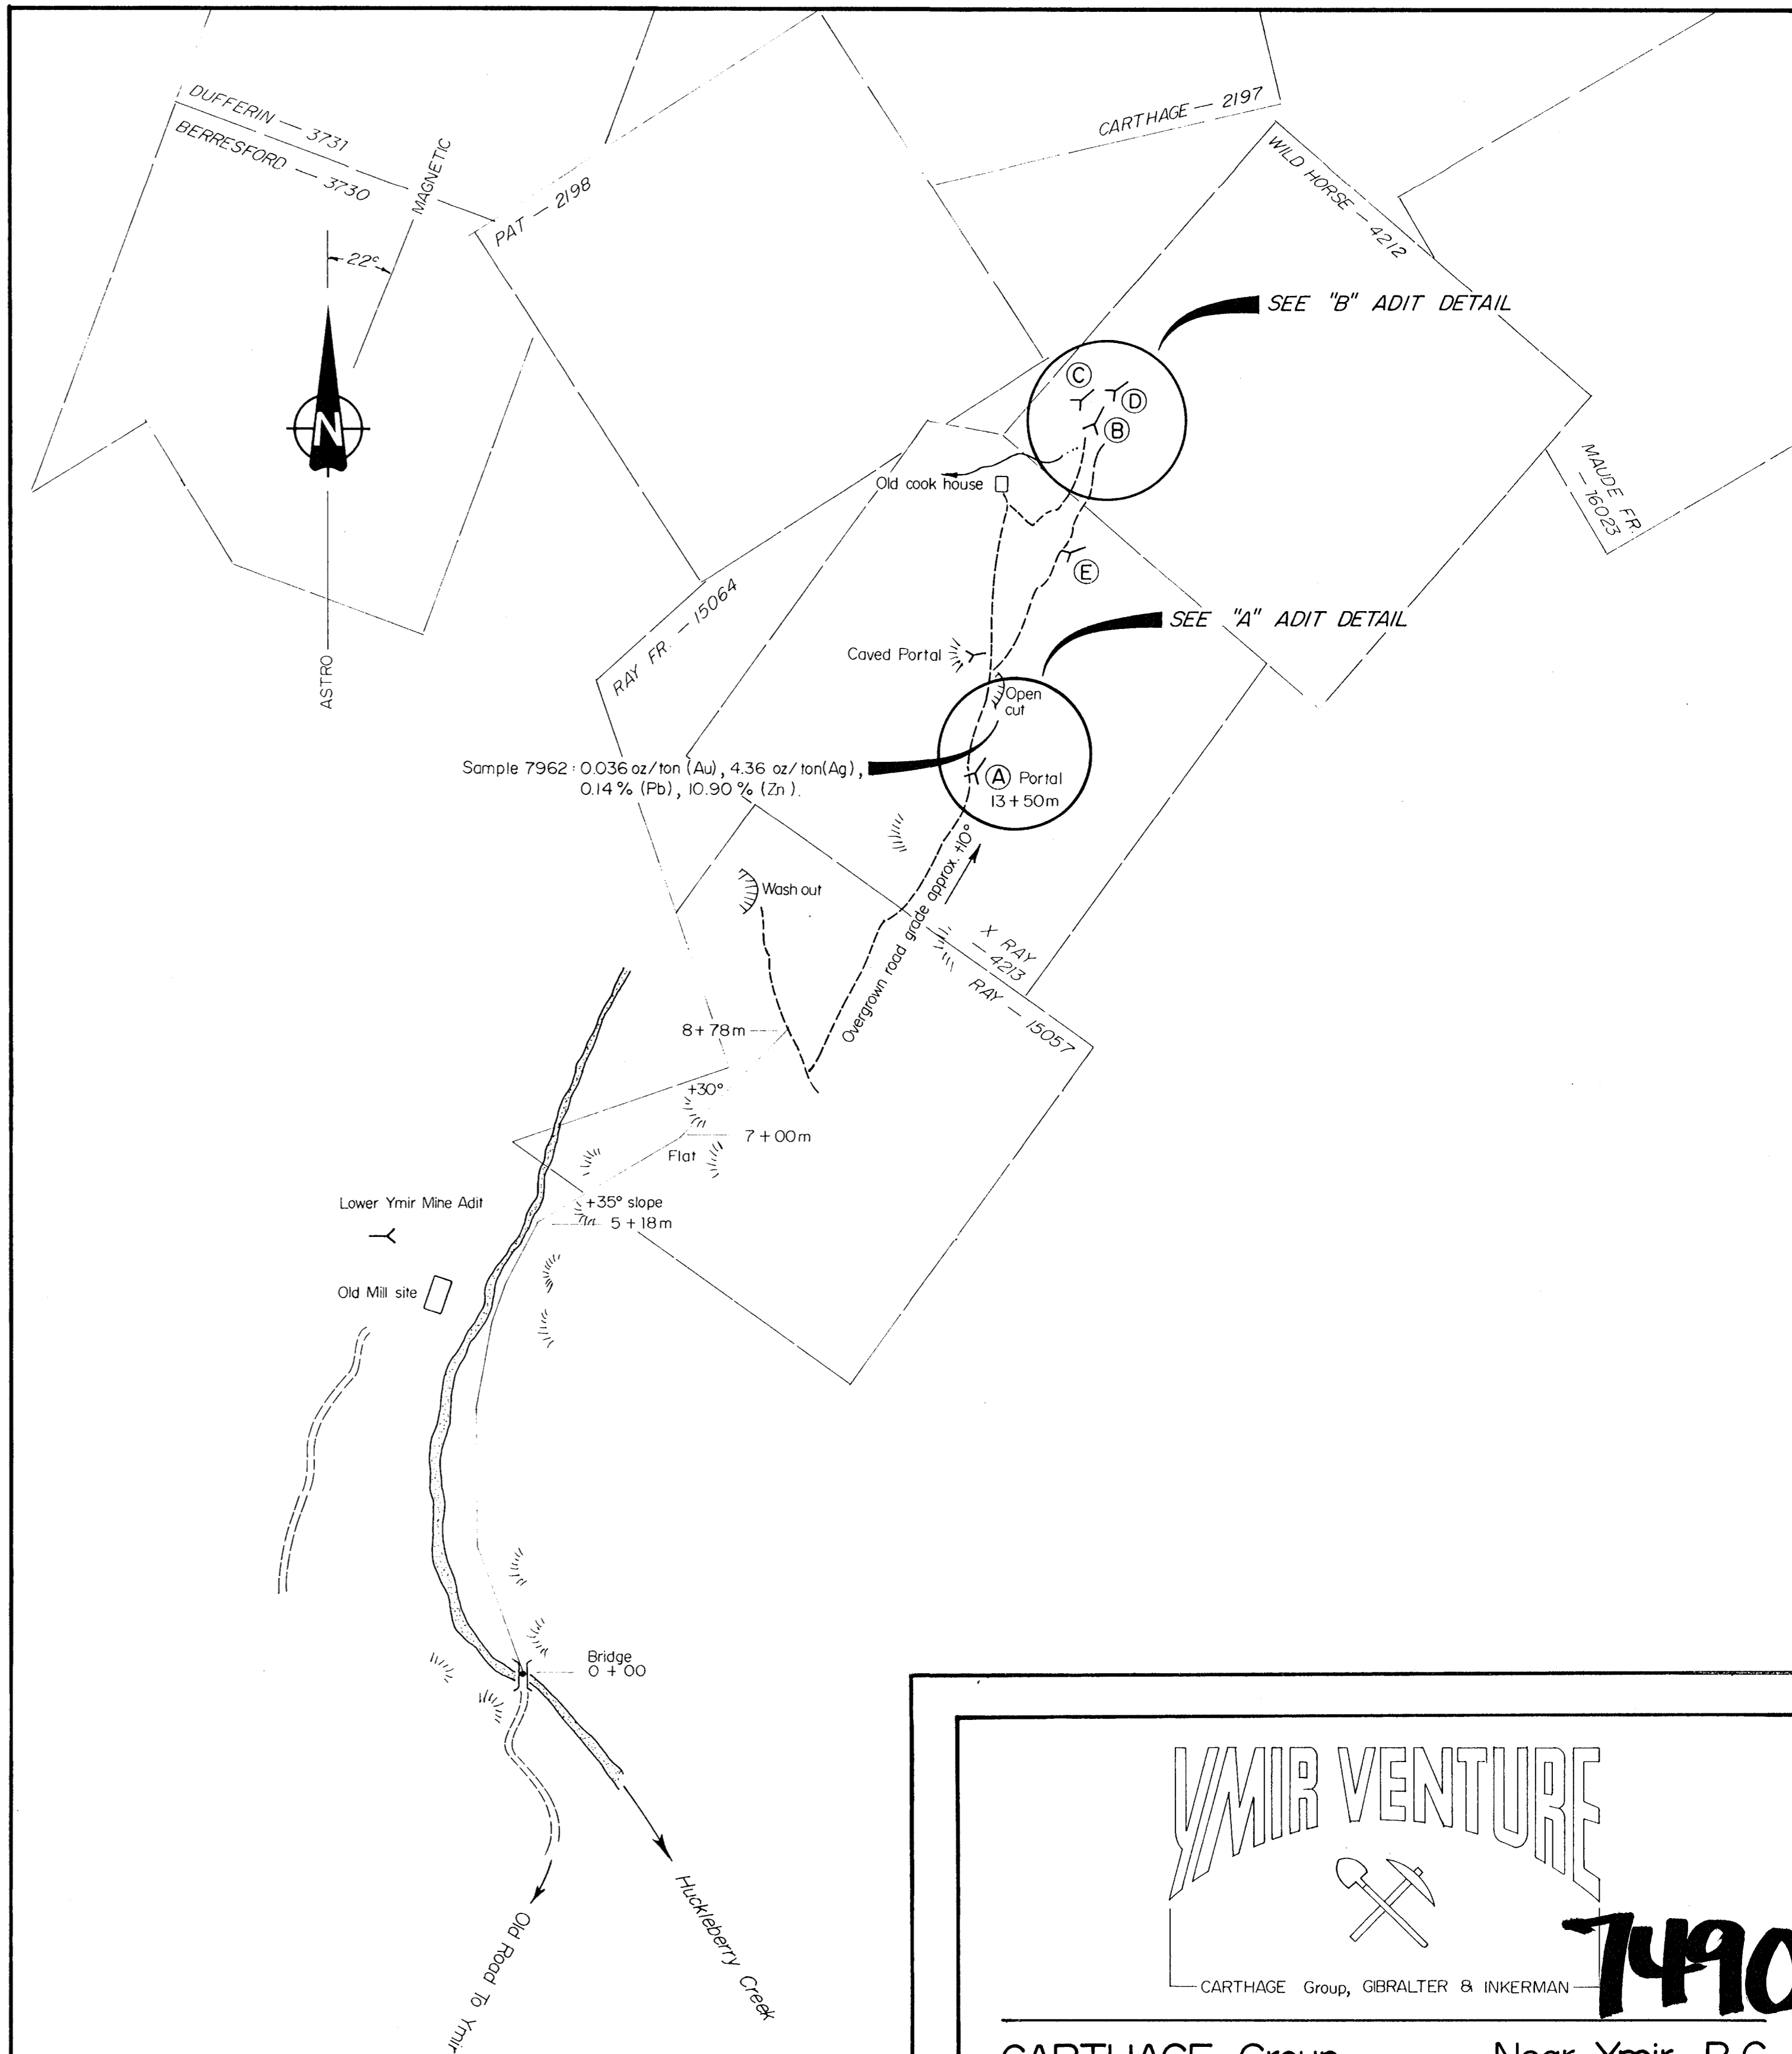 DUFFERIN — 3731
BERRESFORD — 3730
MAGNETIC
22°
PAT — 2198
CARTHAGE — 2197
WILD HORSE — 4212
SEE "B" ADIT DETAIL
N
C
D
B
Old cook house
MAUDE FR.
— 16023
E
ASTRO
RAY FR. — 15064
SEE "A" ADIT DETAIL
Caved Portal
Open
cut
Sample 7962 : 0.036 oz/ton (Au), 4.36 oz/ton(Ag),
0.14 % (Pb), 10.90 % (Zn).
A Portal
13 + 50m
Wash out
Overgrown road grade approx. +10°
X RAY
— 4213
RAY — 15057
8 + 78m
+30°
7 + 00m
Flat
Lower Ymir Mine Adit
+35° slope
5 + 18m
Old Mill site
Bridge
0 + 00
Huckleberry Creek
Old Road To Ymir
YMIR VENTURE
7490
CARTHAGE Group, GIBRALTER & INKERMAN
CARTHAGE Group Near Ymir, B.C.